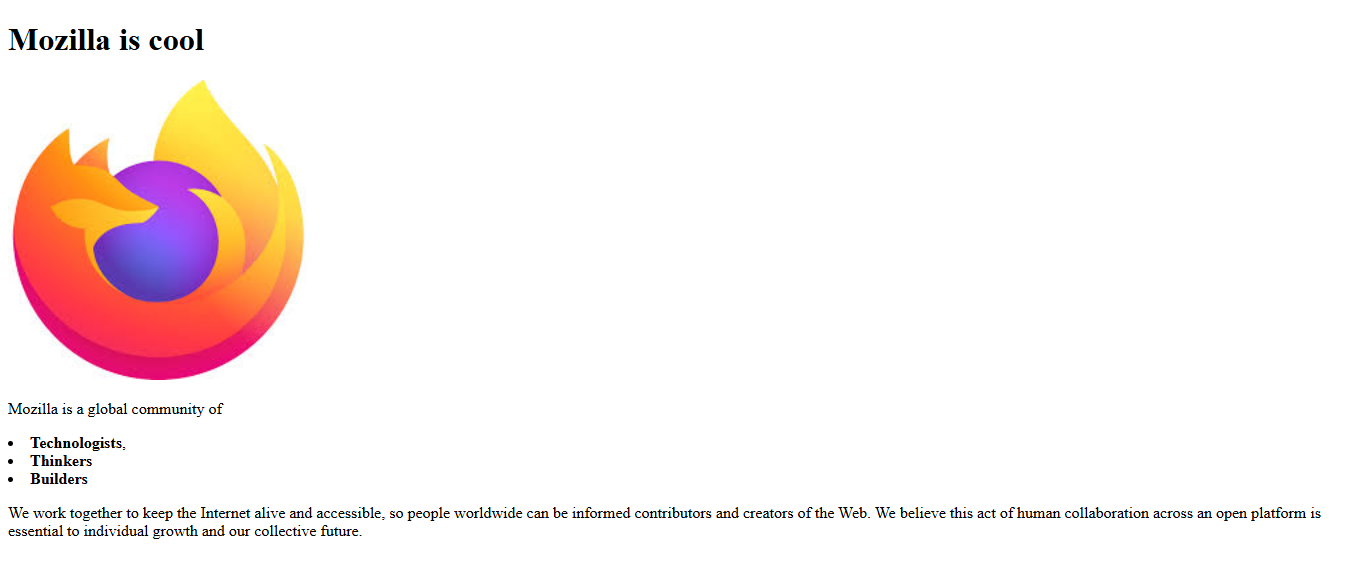 Mozilla is cool
Mozilla is a global community of
• Technologists,
• Thinkers
• Builders
We work together to keep the Internet alive and accessible, so people worldwide can be informed contributors and creators of the Web. We believe this act of human collaboration across an open platform is
essential to individual growth and our collective future.